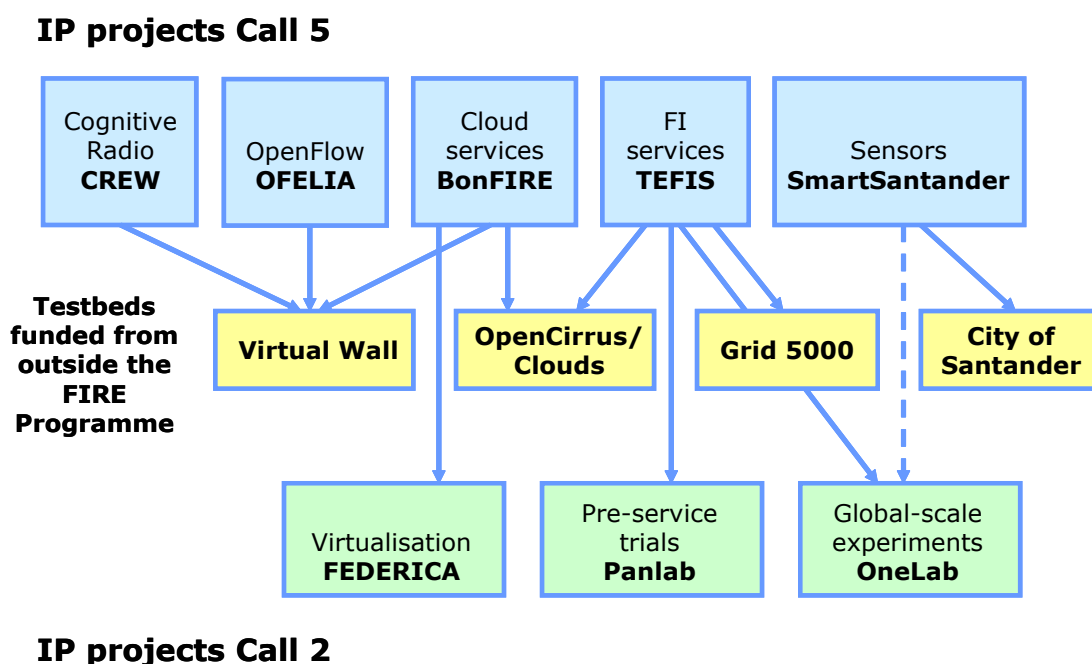 IP projects Call 5
Cognitive
Radio
CREW
OpenFlow
OFELIA
Cloud
services
BonFIRE
FI
services
TEFIS
Sensors
SmartSantander
Testbeds
funded from
outside the
FIRE
Programme
Virtual Wall
OpenCirrus/
Clouds
Grid 5000
City of
Santander
Virtualisation
FEDERICA
Pre-service
trials
Panlab
Global-scale
experiments
OneLab
IP projects Call 2